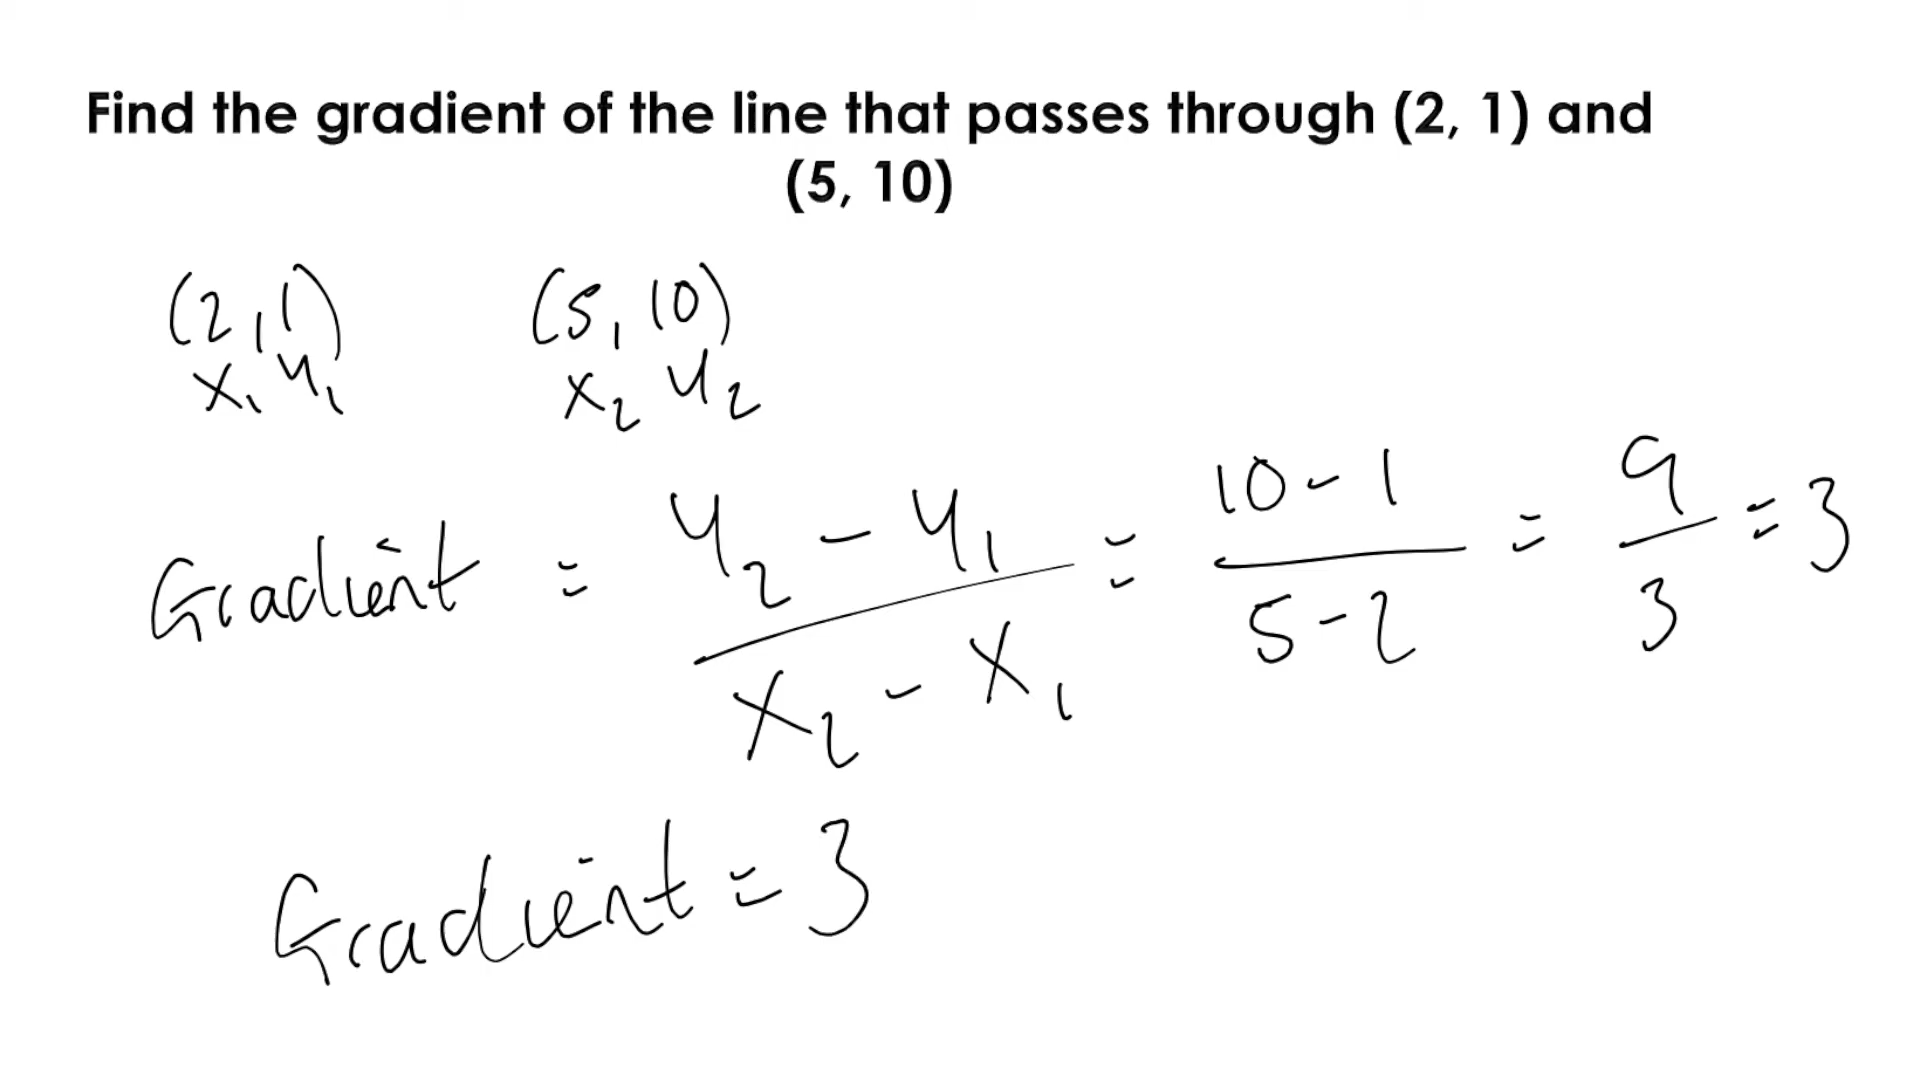 Find the gradient of the line that passes through (2, 1) and
(5, 10)
(2,1) (5,10)
x₁ y₁ x₂ y₂
Gradient = y₂ - y₁ / x₂ - x₁ = 10 - 1 / 5 - 2 = 9 / 3 = 3
Gradient = 3